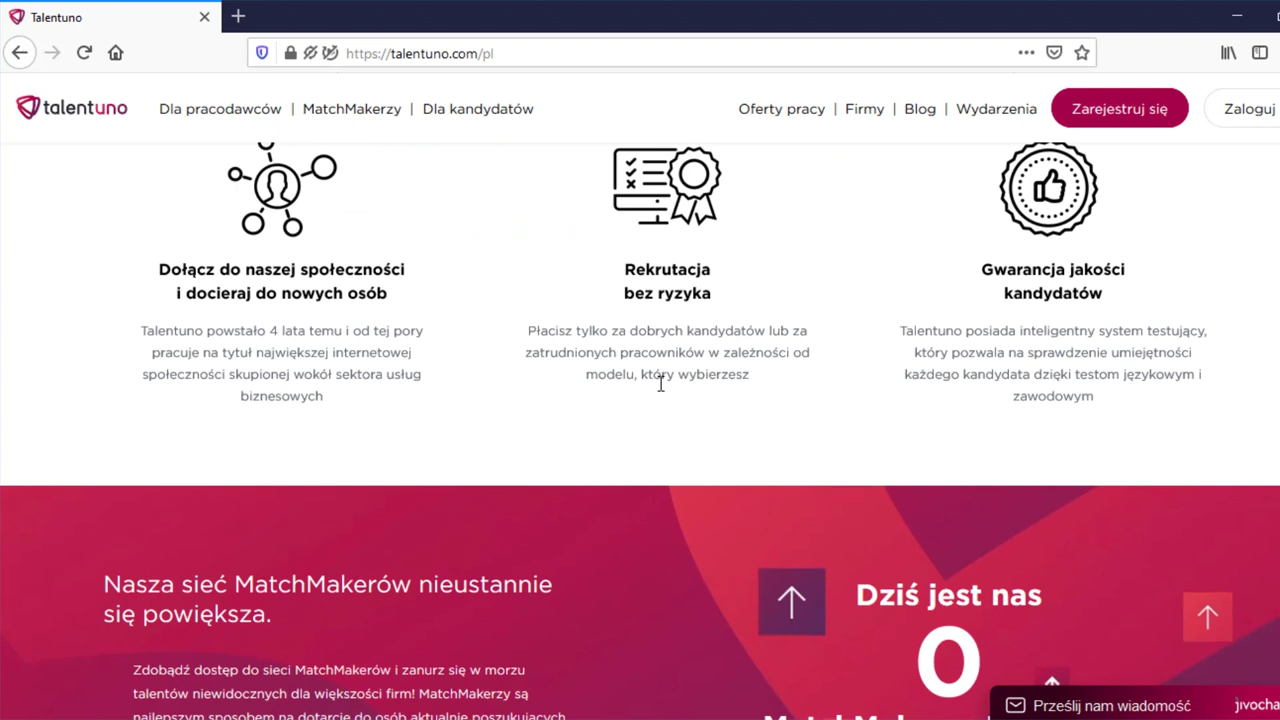 Talentuno
https://talentuno.com/pl
talentuno
Dla pracodawców | MatchMakerzy | Dla kandydatów
Oferty pracy | Firmy | Blog | Wydarzenia
Zarejestruj się
Zaloguj
Dołącz do naszej społeczności
i docieraj do nowych osób
Talentuno powstało 4 lata temu i od tej pory
pracuje na tytuł największej internetowej
społeczności skupionej wokół sektora usług
biznesowych
Rekrutacja
bez ryzyka
Płacisz tylko za dobrych kandydatów lub za
zatrudnionych pracowników w zależności od
modelu, który wybierzesz
Gwarancja jakości
kandydatów
Talentuno posiada inteligentny system testujący,
który pozwala na sprawdzenie umiejętności
każdego kandydata dzięki testom językowym i
zawodowym
Nasza sieć MatchMakerów nieustannie
się powiększa.
Zdobądź dostęp do sieci MatchMakerów i zanurz się w morzu
talentów niewidocznych dla większości firm! MatchMakerzy są
najlepszym sposobem na dotarcie do osób aktualnie poszukujących
Dziś jest nas
0
Prześlij nam wiadomość
jivocha